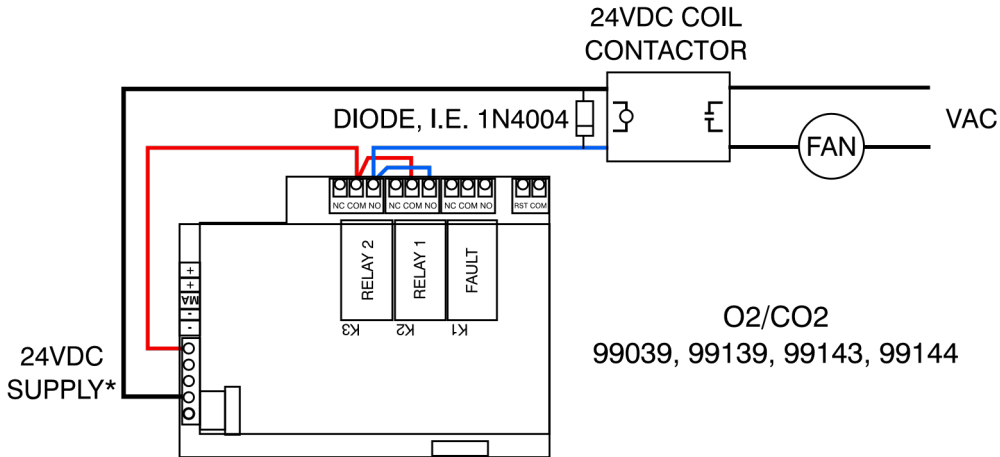 24VDC COIL
CONTACTOR
DIODE, I.E. 1N4004
VAC
FAN
NC COM NO NC COM NO NC COM NO RST COM
RELAY 2
RELAY 1
FAULT
K3
K2
K1
+
+
MA
-
-
24VDC
SUPPLY*
O2/CO2
99039, 99139, 99143, 99144